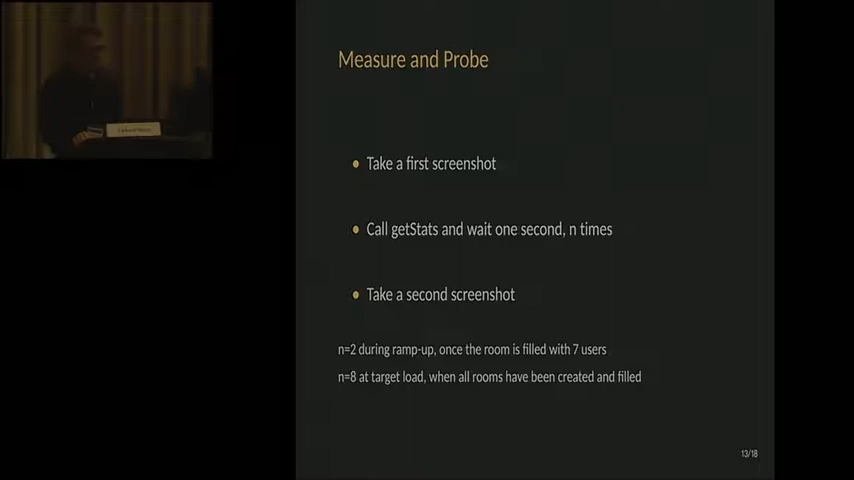 Measure and Probe
Take a first screenshot
Call getStats and wait one second, n times
Take a second screenshot
n=2 during ramp-up, once the room is filled with 7 users
n=8 at target load, when all rooms have been created and filled
13/18